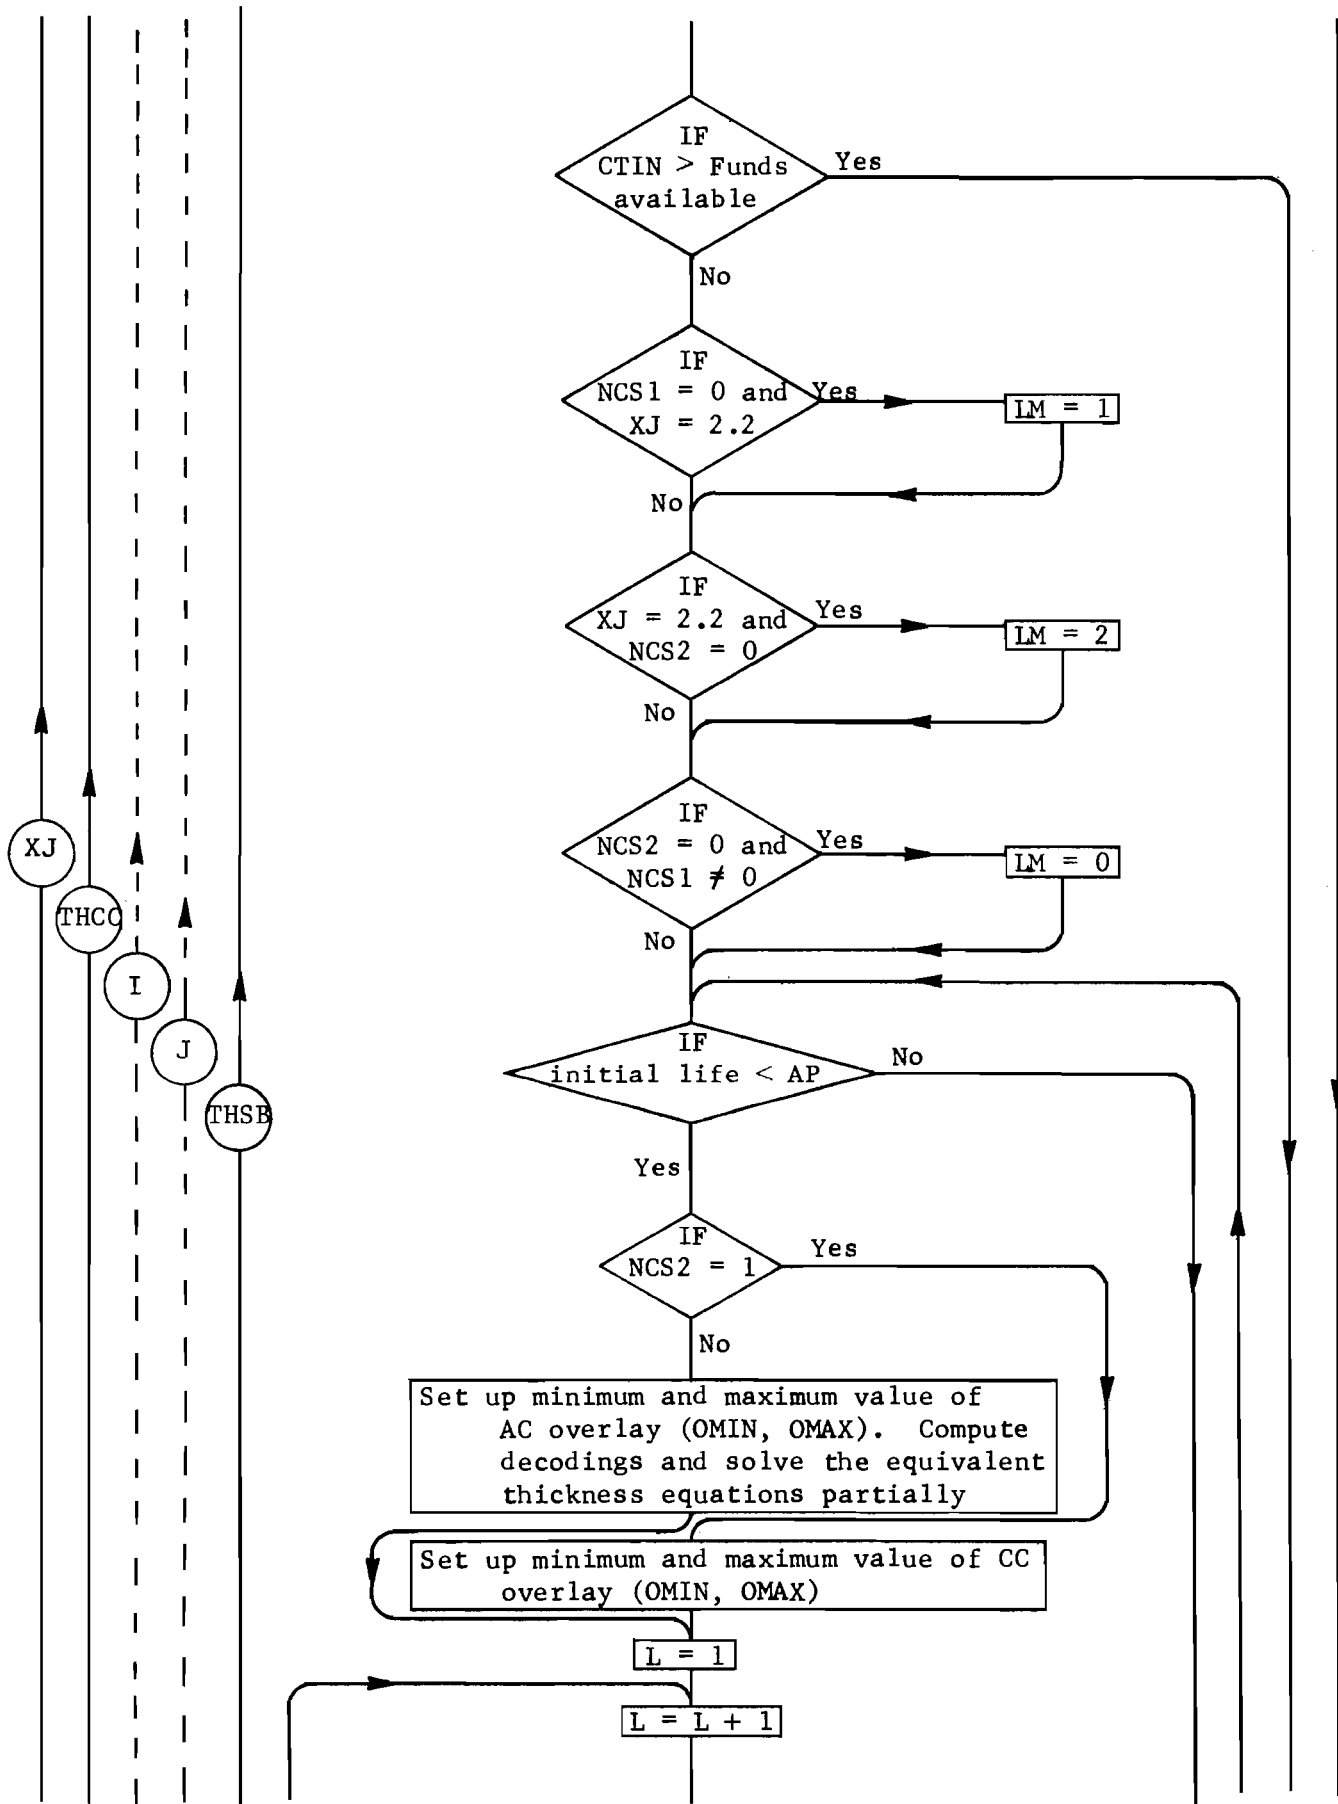 IF
CTIN > Funds
available
Yes
No
IF
NCS1 = 0 and
XJ = 2.2
Yes
LM = 1
No
IF
XJ = 2.2 and
NCS2 = 0
Yes
LM = 2
No
IF
NCS2 = 0 and
NCS1 ≠ 0
Yes
LM = 0
No
XJ
THCC
I
J
THSB
IF
initial life < AP
No
Yes
IF
NCS2 = 1
Yes
No
Set up minimum and maximum value of
AC overlay (OMIN, OMAX). Compute
decodings and solve the equivalent
thickness equations partially
Set up minimum and maximum value of CC
overlay (OMIN, OMAX)
L = 1
L = L + 1